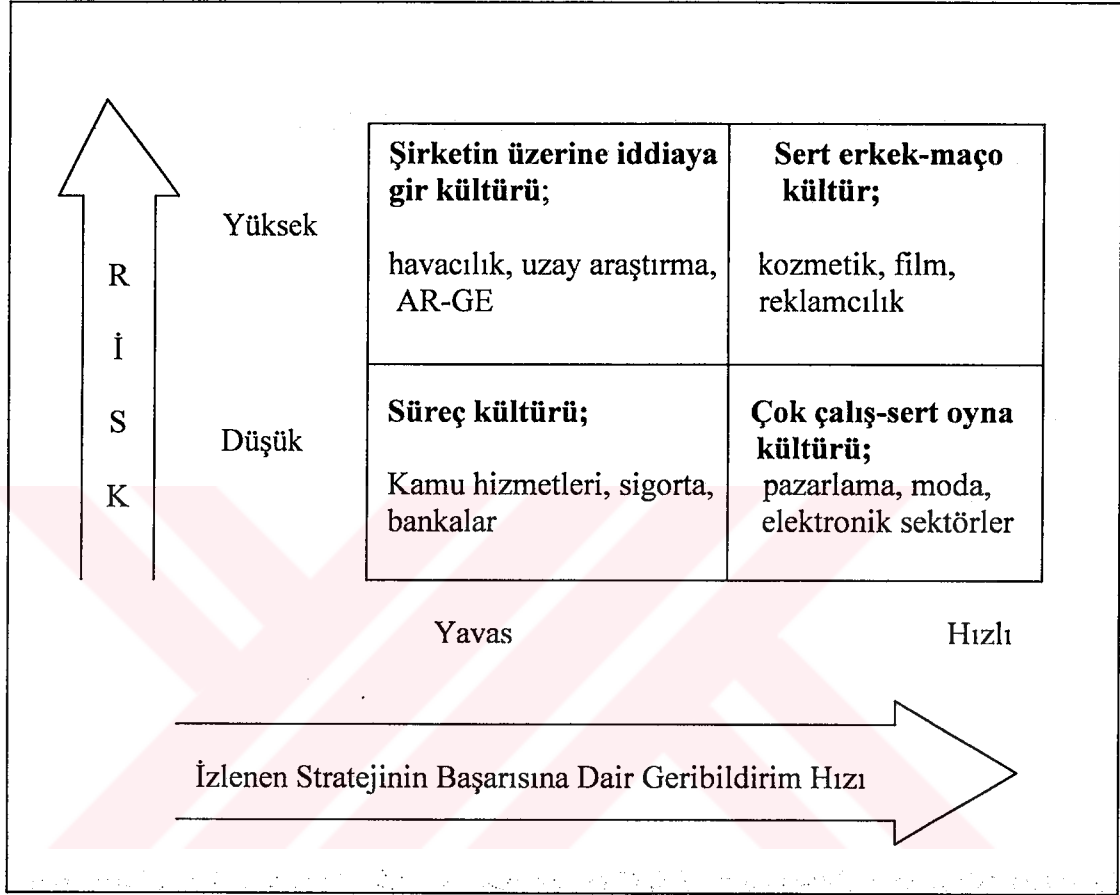 Şirketin üzerine iddiaya
gir kültürü;
havacılık, uzay araştırma,
AR-GE
Sert erkek-maço
kültür;
kozmetik, film,
reklamcılık
Yüksek
R
İ
S
K
Düşük
Süreç kültürü;
Kamu hizmetleri, sigorta,
bankalar
Çok çalış-sert oyna
kültürü;
pazarlama, moda,
elektronik sektörler
Yavas
Hızlı
İzlenen Stratejinin Başarısına Dair Geribildirim Hızı